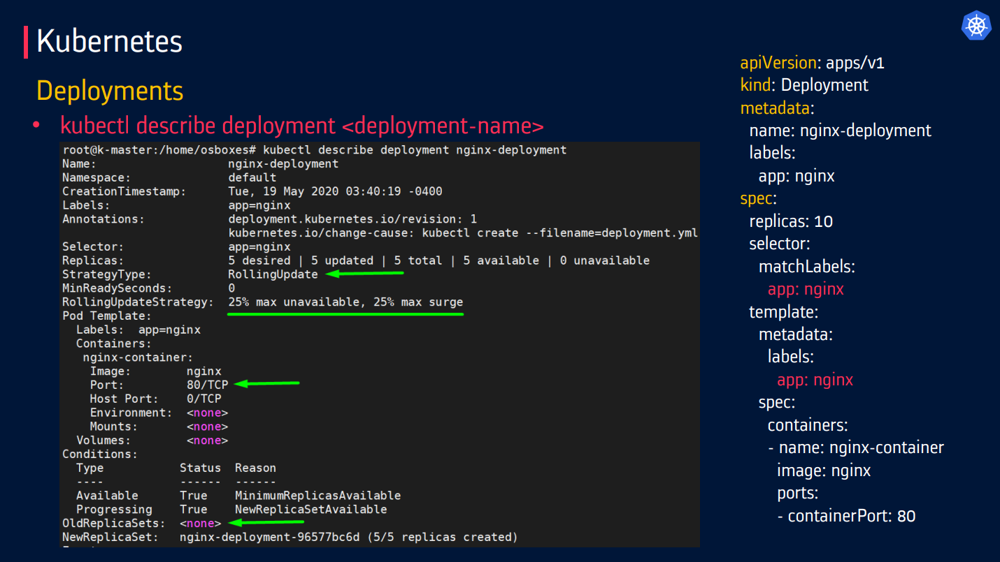 Kubernetes
Deployments
• kubectl describe deployment <deployment-name>
root@k-master:/home/osboxes# kubectl describe deployment nginx-deployment
Name:                   nginx-deployment
Namespace:              default
CreationTimestamp:      Tue, 19 May 2020 03:40:19 -0400
Labels:                 app=nginx
Annotations:            deployment.kubernetes.io/revision: 1
                        kubernetes.io/change-cause: kubectl create --filename=deployment.yml
Selector:               app=nginx
Replicas:               5 desired | 5 updated | 5 total | 5 available | 0 unavailable
StrategyType:           RollingUpdate
MinReadySeconds:        0
RollingUpdateStrategy:  25% max unavailable, 25% max surge
Pod Template:
  Labels:  app=nginx
  Containers:
   nginx-container:
    Image:        nginx
    Port:         80/TCP
    Host Port:    0/TCP
    Environment:  <none>
    Mounts:       <none>
  Volumes:        <none>
Conditions:
  Type           Status  Reason
  ----           ------  ------
  Available      True    MinimumReplicasAvailable
  Progressing    True    NewReplicaSetAvailable
OldReplicaSets:  <none>
NewReplicaSet:   nginx-deployment-96577bc6d (5/5 replicas created)
apiVersion: apps/v1
kind: Deployment
metadata:
  name: nginx-deployment
  labels:
    app: nginx
spec:
  replicas: 10
  selector:
    matchLabels:
      app: nginx
  template:
    metadata:
      labels:
        app: nginx
    spec:
      containers:
      - name: nginx-container
        image: nginx
        ports:
        - containerPort: 80